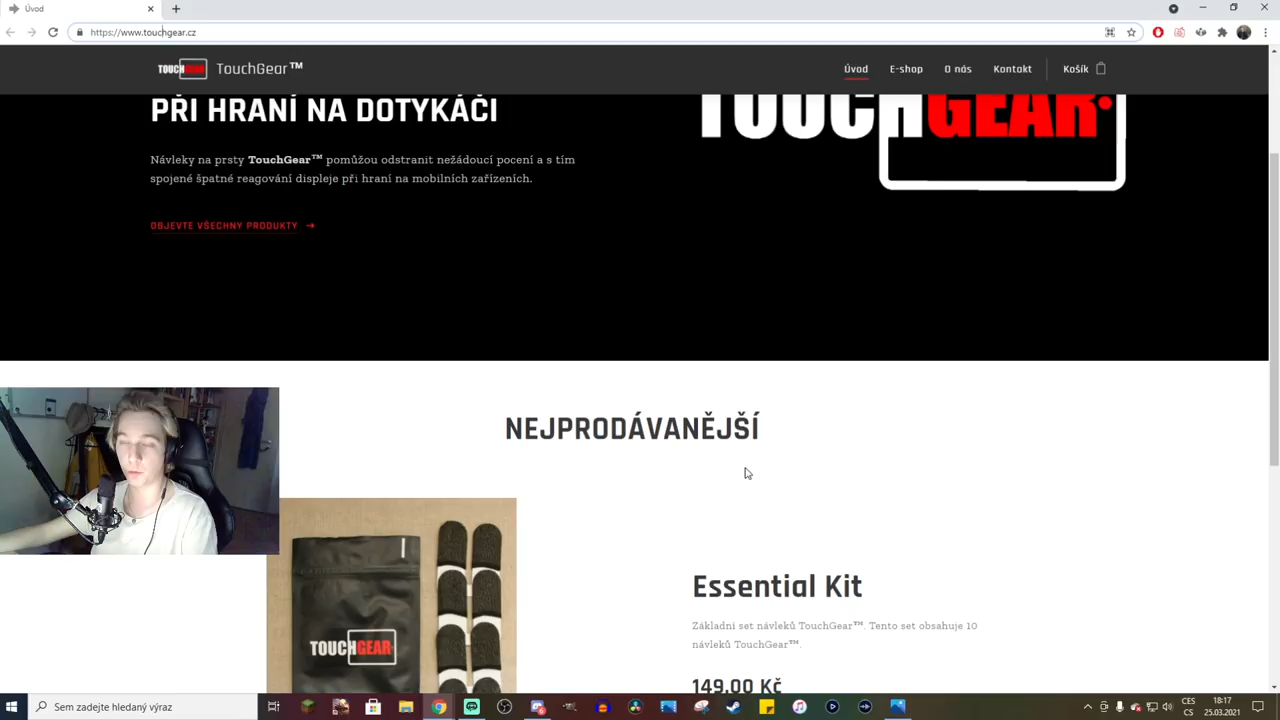 Úvod
https://www.touchgear.cz
TOUCHGEAR TouchGear™ Úvod E-shop O nás Kontakt Košík
PŘI HRANÍ NA DOTYKÁČI
TOUCHGEAR
Návleky na prsty TouchGear™ pomůžou odstranit nežádoucí pocení a s tím
spojené špatné reagování displeje při hraní na mobilních zařízeních.
OBJEVTE VŠECHNY PRODUKTY →
NEJPRODÁVANĚJŠÍ
TOUCHGEAR
Essential Kit
Základní set návleků TouchGear™. Tento set obsahuje 10
návleků TouchGear™.
149,00 Kč
Sem zadejte hledaný výraz
CES
CS
18:17
25.03.2021